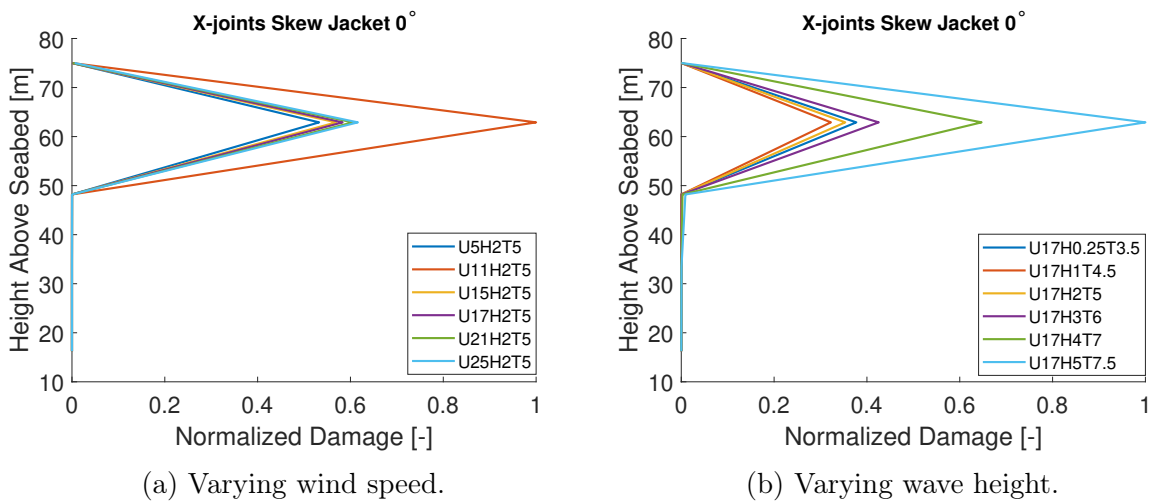 X-joints Skew Jacket 0°
80
70
60
50
40
30
20
10
Height Above Seabed [m]
U5H2T5
U11H2T5
U15H2T5
U17H2T5
U21H2T5
U25H2T5
0 0.2 0.4 0.6 0.8 1
Normalized Damage [-]
(a) Varying wind speed.
X-joints Skew Jacket 0°
80
70
60
50
40
30
20
10
Height Above Seabed [m]
U17H0.25T3.5
U17H1T4.5
U17H2T5
U17H3T6
U17H4T7
U17H5T7.5
0 0.2 0.4 0.6 0.8 1
Normalized Damage [-]
(b) Varying wave height.